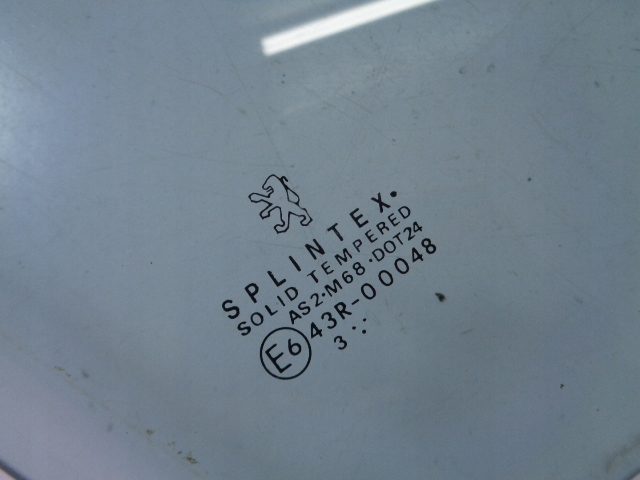 SPLINTEX•
SOLID TEMPERED
AS2·M68·DOT24
E6 43R-00048
3 ∴